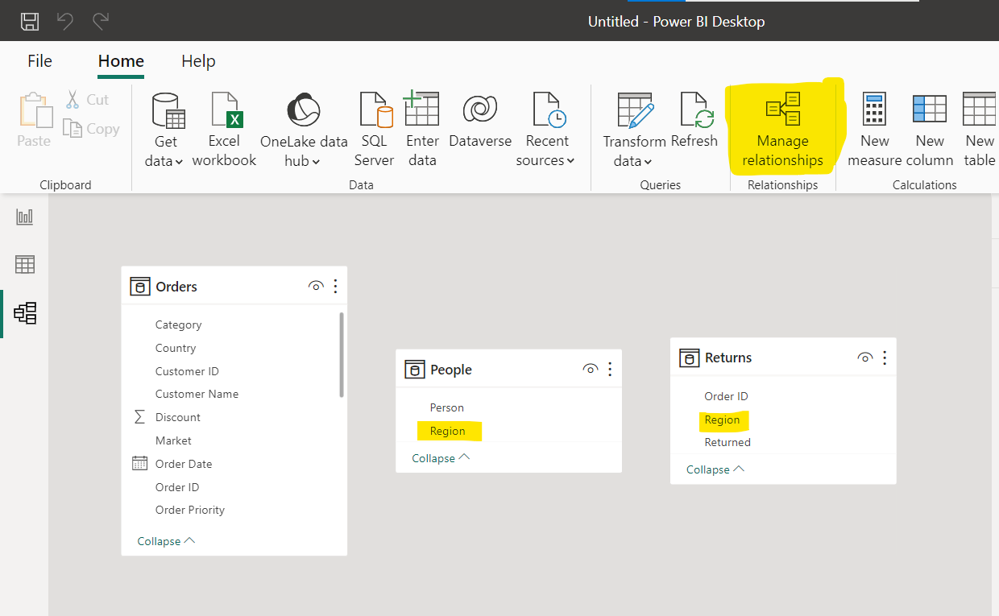 Untitled - Power BI Desktop
File Home Help
Paste
Cut
Copy
Get data
Excel workbook
OneLake data hub
SQL Server
Enter data
Dataverse
Recent sources
Transform data
Refresh
Manage relationships
New measure
New column
New table
Clipboard
Data
Queries
Relationships
Calculations
Orders
Category
Country
Customer ID
Customer Name
Σ Discount
Market
Order Date
Order ID
Order Priority
Collapse
People
Person
Region
Collapse
Returns
Order ID
Region
Returned
Collapse